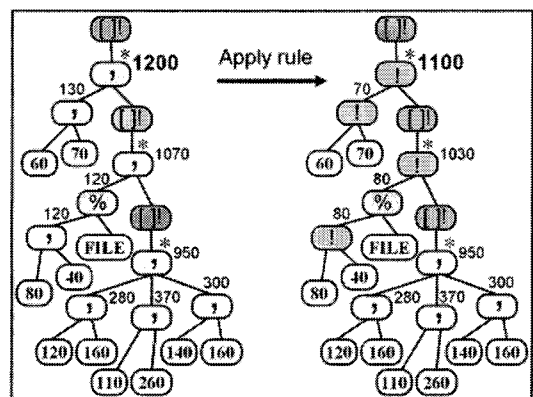 [ ]! [ ]!
* 1200 Apply rule * 1100
, !
130 70
, [ ]! ! [ ]!
60 70 * 60 70 *
, 1070 ! 1030
120 80
% [ ]! % [ ]!
120 80
, FILE * ! FILE *
80 40 , 950 80 40 , 950
280 370 300 280 370 300
, , , , , ,
120 160 140 160 120 160 140 160
110 260 110 260